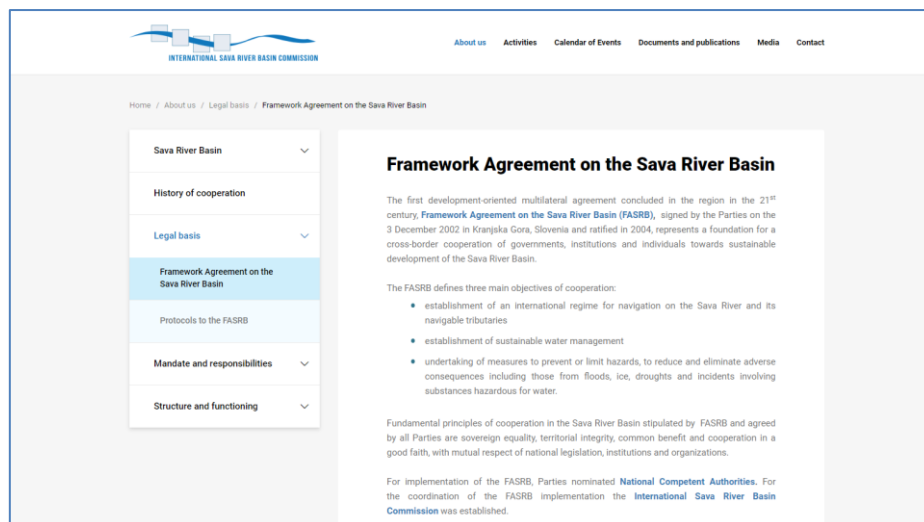 INTERNATIONAL SAVA RIVER BASIN COMMISSION
About us Activities Calendar of Events Documents and publications Media Contact
Home / About us / Legal basis / Framework Agreement on the Sava River Basin
Sava River Basin
History of cooperation
Legal basis
Framework Agreement on the
Sava River Basin
Protocols to the FASRB
Mandate and responsibilities
Structure and functioning
Framework Agreement on the Sava River Basin
The first development-oriented multilateral agreement concluded in the region in the 21st
century, Framework Agreement on the Sava River Basin (FASRB), signed by the Parties on the
3 December 2002 in Kranjska Gora, Slovenia and ratified in 2004, represents a foundation for a
cross-border cooperation of governments, institutions and individuals towards sustainable
development of the Sava River Basin.
The FASRB defines three main objectives of cooperation:
establishment of an international regime for navigation on the Sava River and its
navigable tributaries
establishment of sustainable water management
undertaking of measures to prevent or limit hazards, to reduce and eliminate adverse
consequences including those from floods, ice, droughts and incidents involving
substances hazardous for water.
Fundamental principles of cooperation in the Sava River Basin stipulated by FASRB and agreed
by all Parties are sovereign equality, territorial integrity, common benefit and cooperation in a
good faith, with mutual respect of national legislation, institutions and organizations.
For implementation of the FASRB, Parties nominated National Competent Authorities. For
the coordination of the FASRB implementation the International Sava River Basin
Commission was established.